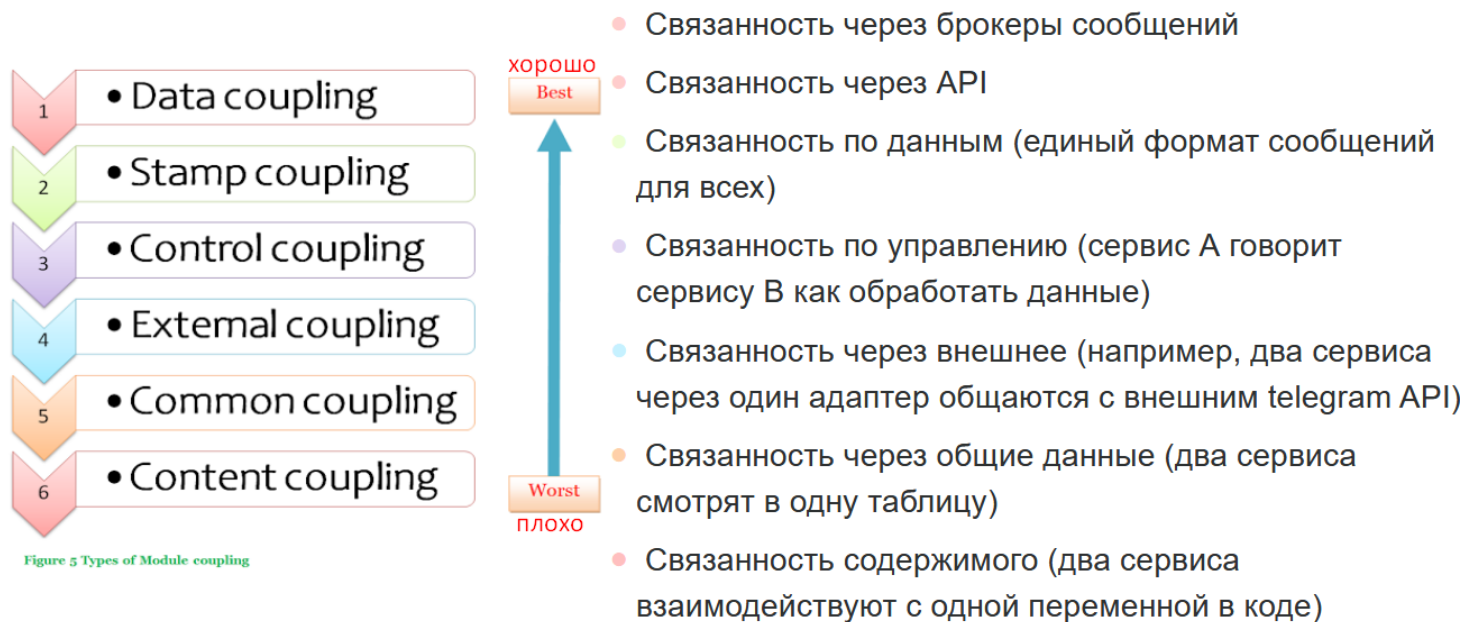 1
• Data coupling
2
• Stamp coupling
3
• Control coupling
4
• External coupling
5
• Common coupling
6
• Content coupling
Figure 5 Types of Module coupling
хорошо
Best
Worst
плохо
• Связанность через брокеры сообщений
• Связанность через API
• Связанность по данным (единый формат сообщений
для всех)
• Связанность по управлению (сервис А говорит
сервису B как обработать данные)
• Связанность через внешнее (например, два сервиса
через один адаптер общаются с внешним telegram API)
• Связанность через общие данные (два сервиса
смотрят в одну таблицу)
• Связанность содержимого (два сервиса
взаимодействуют с одной переменной в коде)